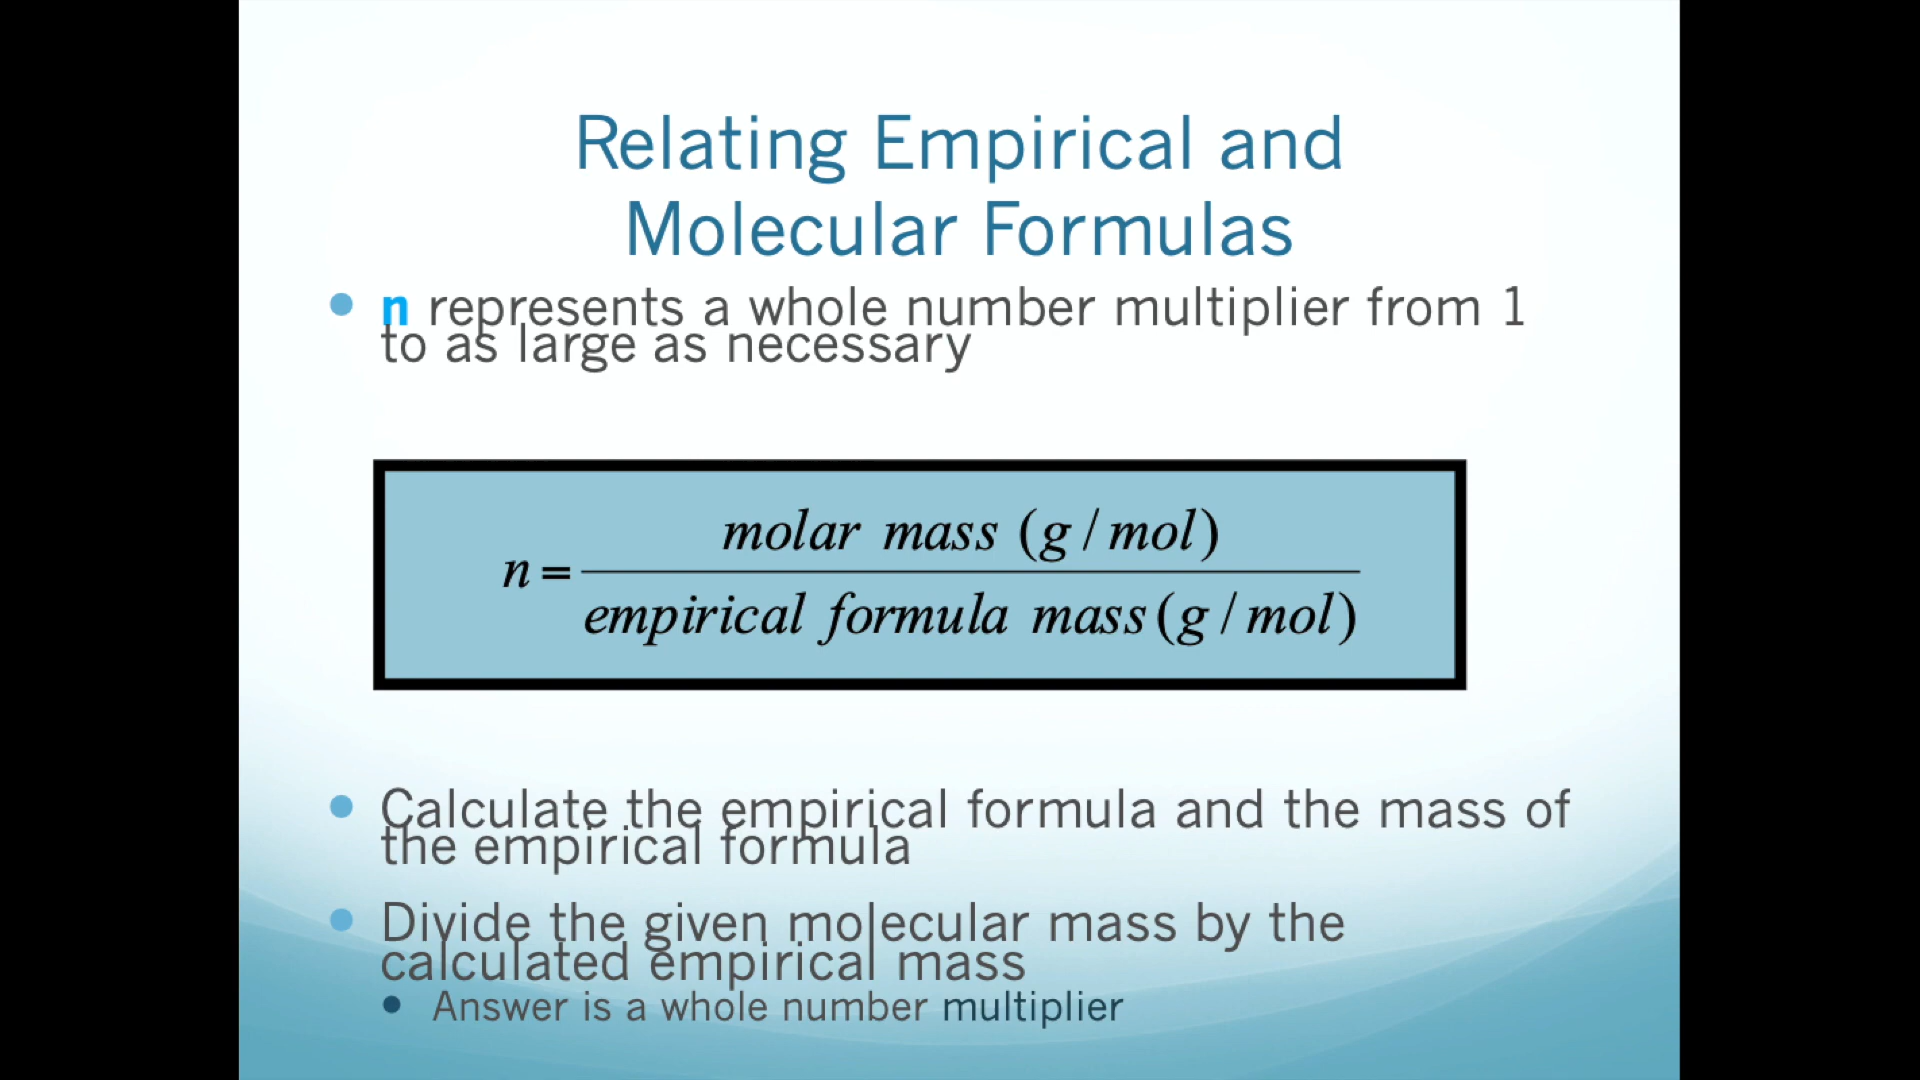 Relating Empirical and
Molecular Formulas
• n represents a whole number multiplier from 1
to as large as necessary
n = molar mass (g / mol)
empirical formula mass (g / mol)
• Calculate the empirical formula and the mass of
the empirical formula
• Divide the given molecular mass by the
calculated empirical mass
• Answer is a whole number multiplier